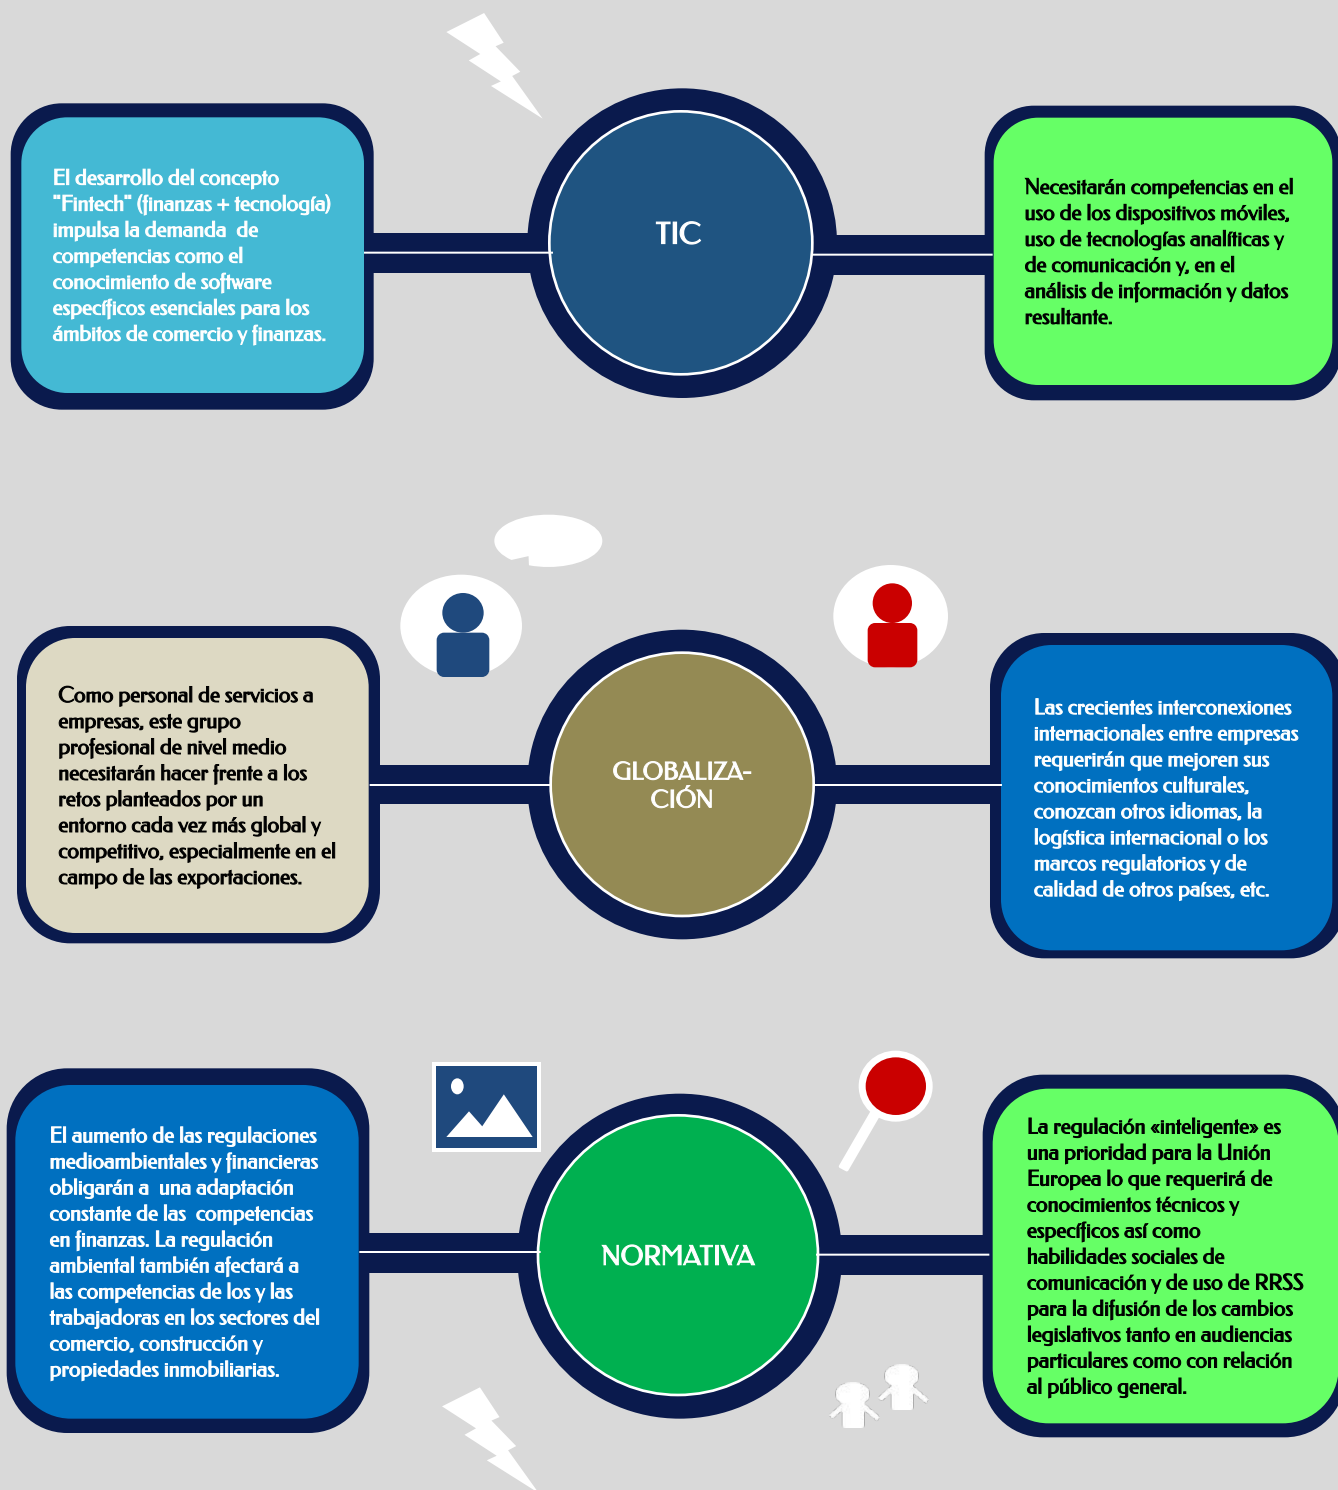 El desarrollo del concepto
"Fintech" (finanzas + tecnología)
impulsa la demanda  de
competencias como el
conocimiento de software
específicos esenciales para los
ámbitos de comercio y finanzas.
TIC
Necesitarán competencias en el
uso de los dispositivos móviles,
uso de tecnologías analíticas y
de comunicación y, en el
análisis de información y datos
resultante.
Como personal de servicios a
empresas, este grupo
profesional de nivel medio
necesitarán hacer frente a los
retos planteados por un
entorno cada vez más global y
competitivo, especialmente en el
campo de las exportaciones.
GLOBALIZA-
CIÓN
Las crecientes interconexiones
internacionales entre empresas
requerirán que mejoren sus
conocimientos culturales,
conozcan otros idiomas, la
logística internacional o los
marcos regulatorios y de
calidad de otros países, etc.
El aumento de las regulaciones
medioambientales y financieras
obligarán a  una adaptación
constante de las  competencias
en finanzas. La regulación
ambiental también afectará a
las competencias de los y las
trabajadoras en los sectores del
comercio, construcción y
propiedades inmobiliarias.
NORMATIVA
La regulación «inteligente» es
una prioridad para la Unión
Europea lo que requerirá de
conocimientos técnicos y
específicos así como
habilidades sociales de
comunicación y de uso de RRSS
para la difusión de los cambios
legislativos tanto en audiencias
particulares como con relación
al público general.